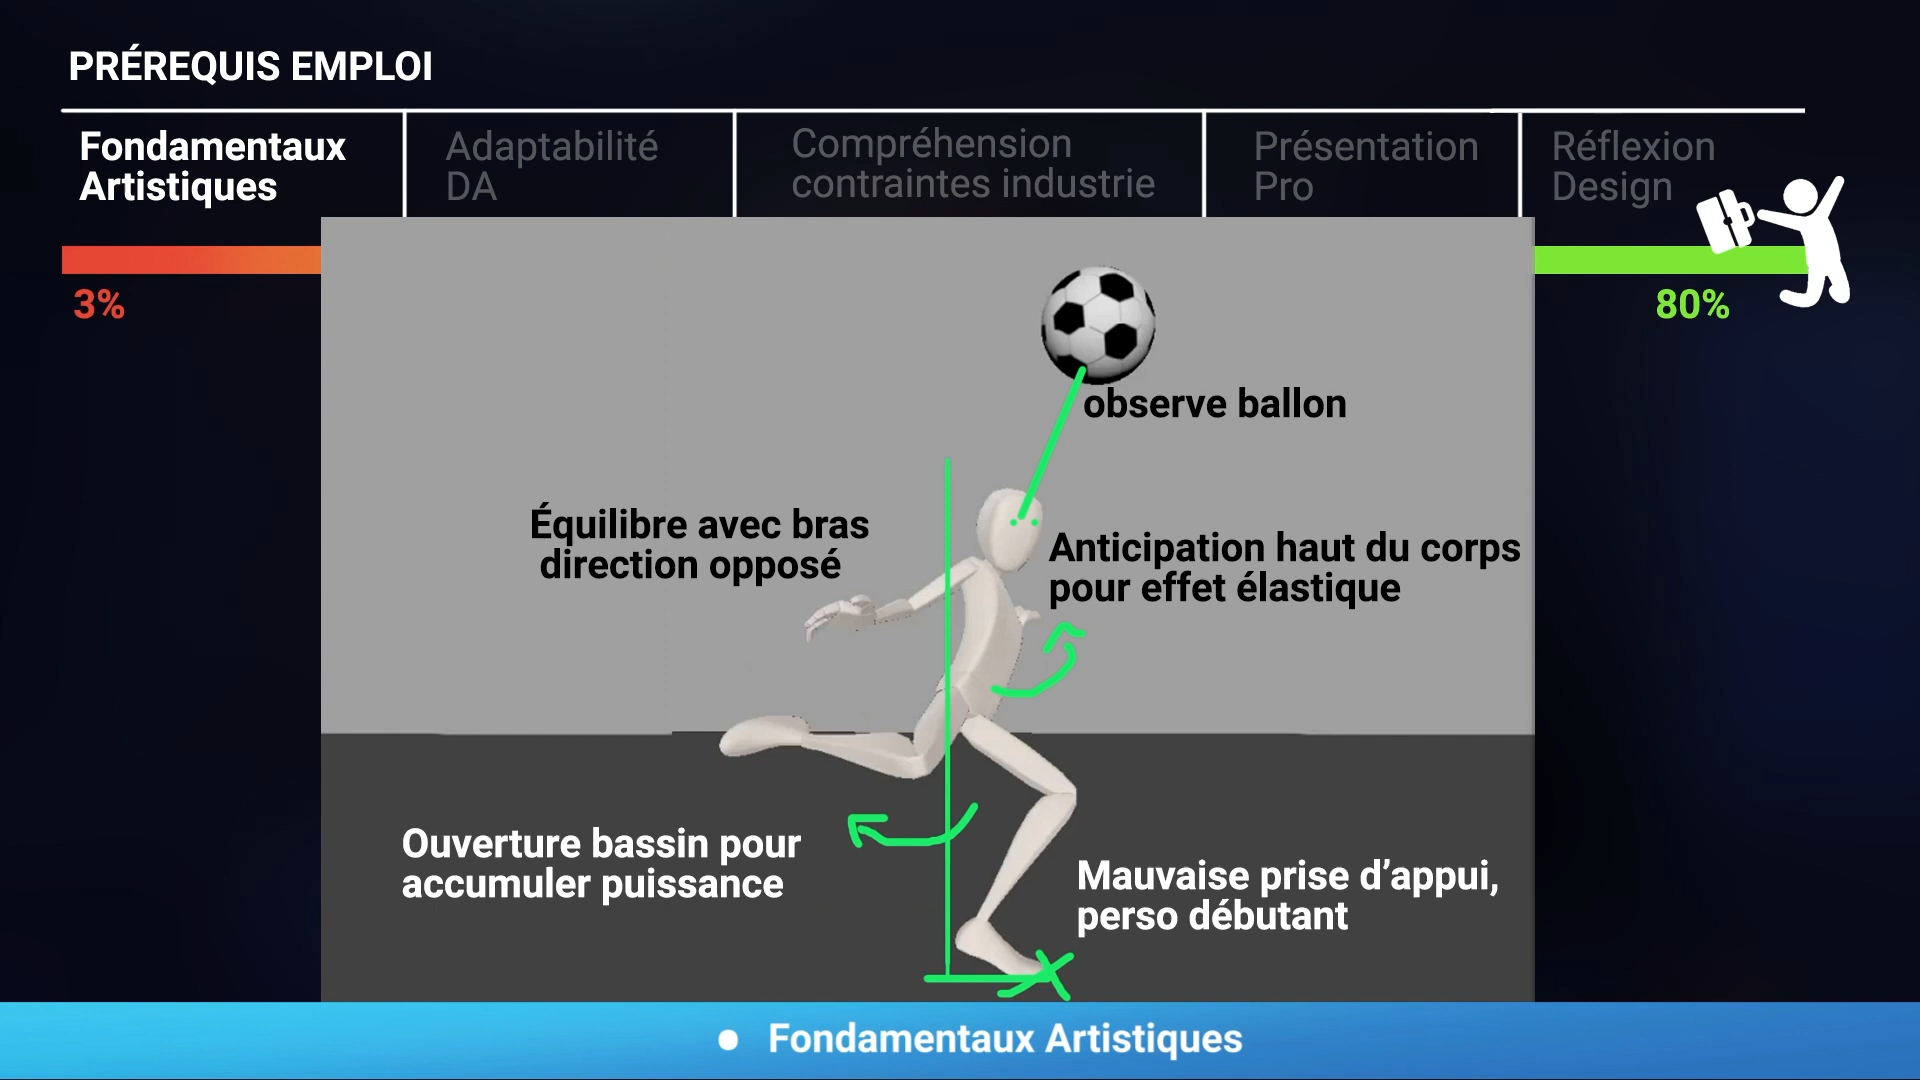 PRÉREQUIS EMPLOI
Fondamentaux
Artistiques
Adaptabilité
DA
Compréhension
contraintes industrie
Présentation
Pro
Réflexion
Design
3%
80%
observe ballon
Équilibre avec bras
direction opposé
Anticipation haut du corps
pour effet élastique
Ouverture bassin pour
accumuler puissance
Mauvaise prise d’appui,
perso débutant
• Fondamentaux Artistiques